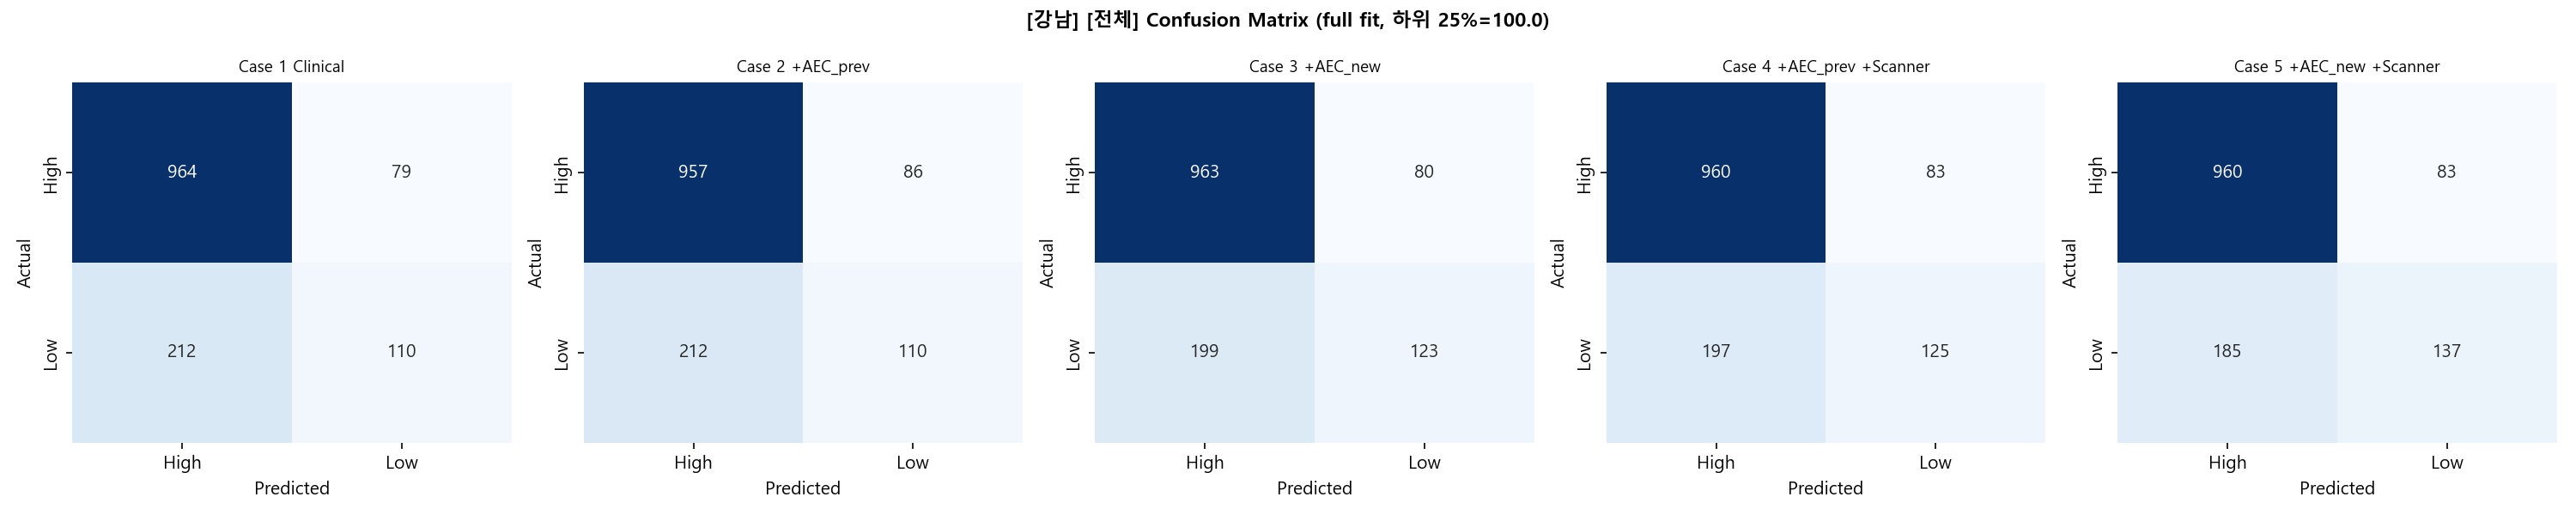 [강남] [전체] Confusion Matrix (full fit, 하위 25%=100.0)
Case 1 Clinical
High
964
79
Actual
Low
212
110
High
Low
Predicted
Case 2 +AEC_prev
High
957
86
Actual
Low
212
110
High
Low
Predicted
Case 3 +AEC_new
High
963
80
Actual
Low
199
123
High
Low
Predicted
Case 4 +AEC_prev +Scanner
High
960
83
Actual
Low
197
125
High
Low
Predicted
Case 5 +AEC_new +Scanner
High
960
83
Actual
Low
185
137
High
Low
Predicted